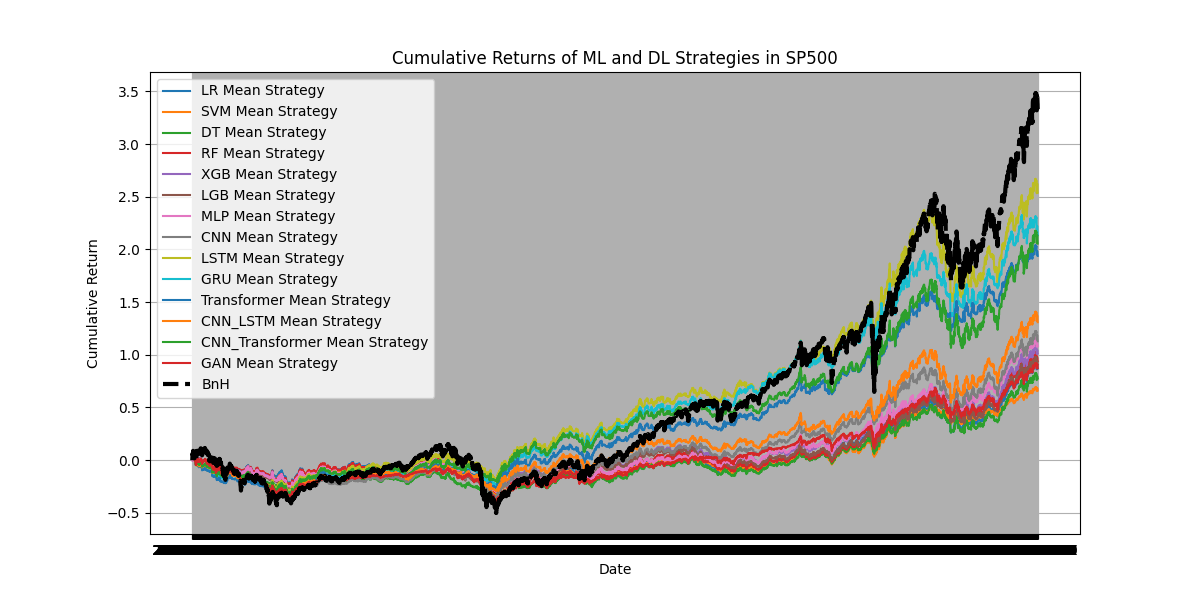 Cumulative Returns of ML and DL Strategies in SP500
3.5
3.0
2.5
2.0
1.5
1.0
0.5
0.0
−0.5
Cumulative Return
LR Mean Strategy
SVM Mean Strategy
DT Mean Strategy
RF Mean Strategy
XGB Mean Strategy
LGB Mean Strategy
MLP Mean Strategy
CNN Mean Strategy
LSTM Mean Strategy
GRU Mean Strategy
Transformer Mean Strategy
CNN_LSTM Mean Strategy
CNN_Transformer Mean Strategy
GAN Mean Strategy
BnH
Date